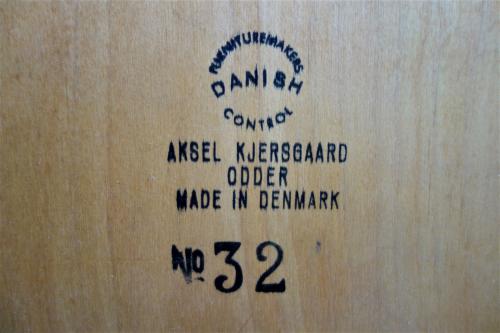 FURNITUREMAKERS
DANISH
CONTROL
AKSEL KJERSGAARD
ODDER
MADE IN DENMARK
No 32